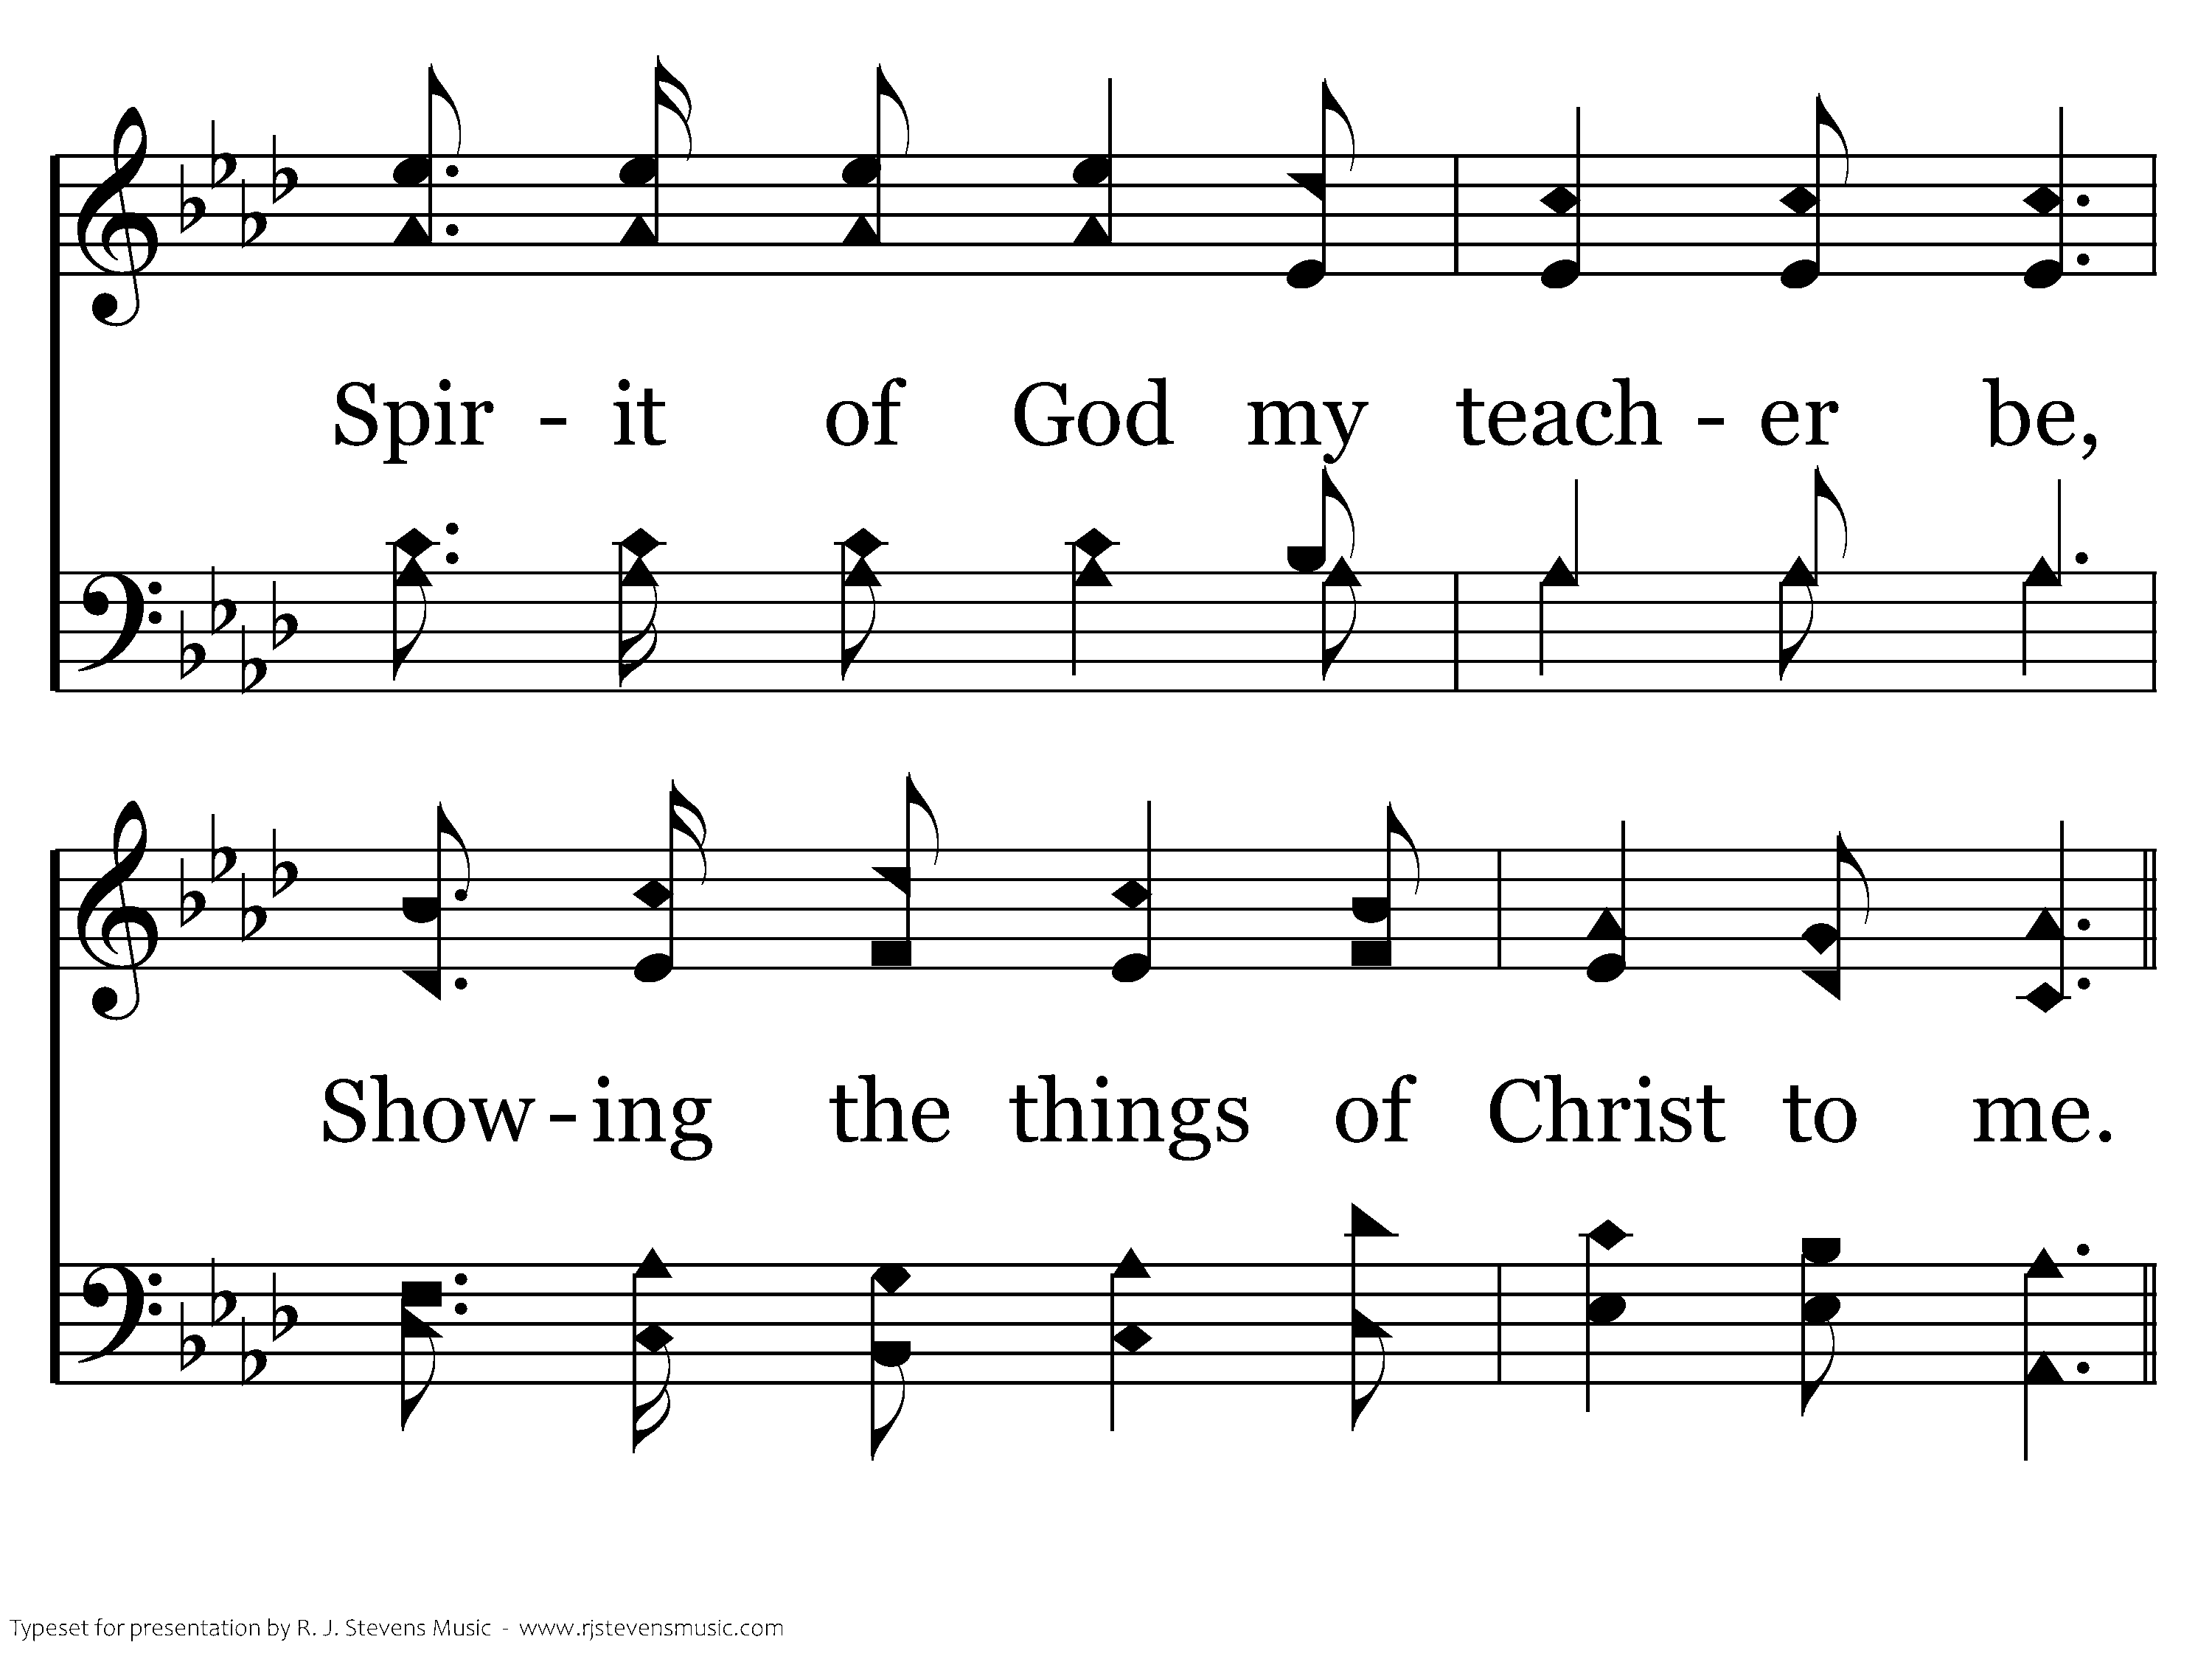 Spir - it of God my teach - er be,
Show - ing the things of Christ to me.
Typeset for presentation by R. J. Stevens Music - www.rjstevensmusic.com